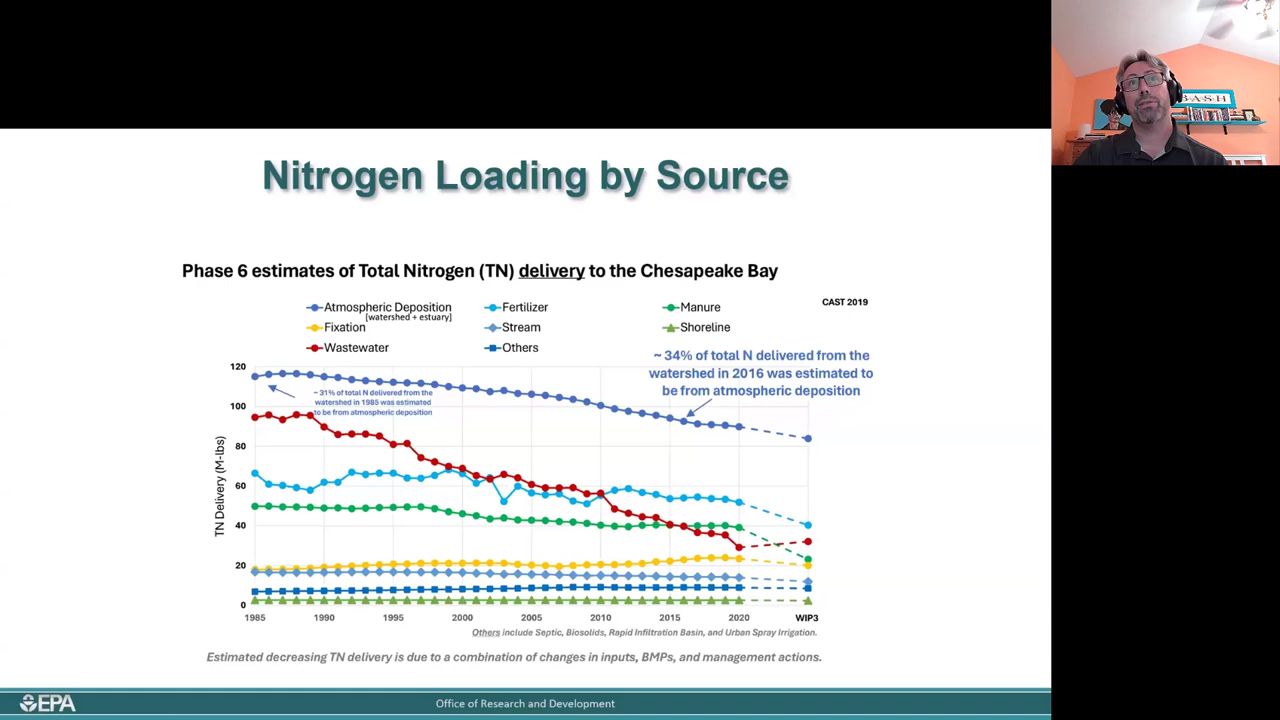 BASH
Nitrogen Loading by Source
Phase 6 estimates of Total Nitrogen (TN) delivery to the Chesapeake Bay
CAST 2019
Atmospheric Deposition
[watershed + estuary]
Fertilizer
Manure
Fixation
Stream
Shoreline
Wastewater
Others
~ 34% of total N delivered from the
watershed in 2016 was estimated to
be from atmospheric deposition
~ 31% of total N delivered from the
watershed in 1985 was estimated
to be from atmospheric deposition
TN Delivery (M-lbs)
120
100
80
60
40
20
0
1985 1990 1995 2000 2005 2010 2015 2020 WIP3
Others include Septic, Biosolids, Rapid Infiltration Basin, and Urban Spray Irrigation.
Estimated decreasing TN delivery is due to a combination of changes in inputs, BMPs, and management actions.
EPA
Office of Research and Development